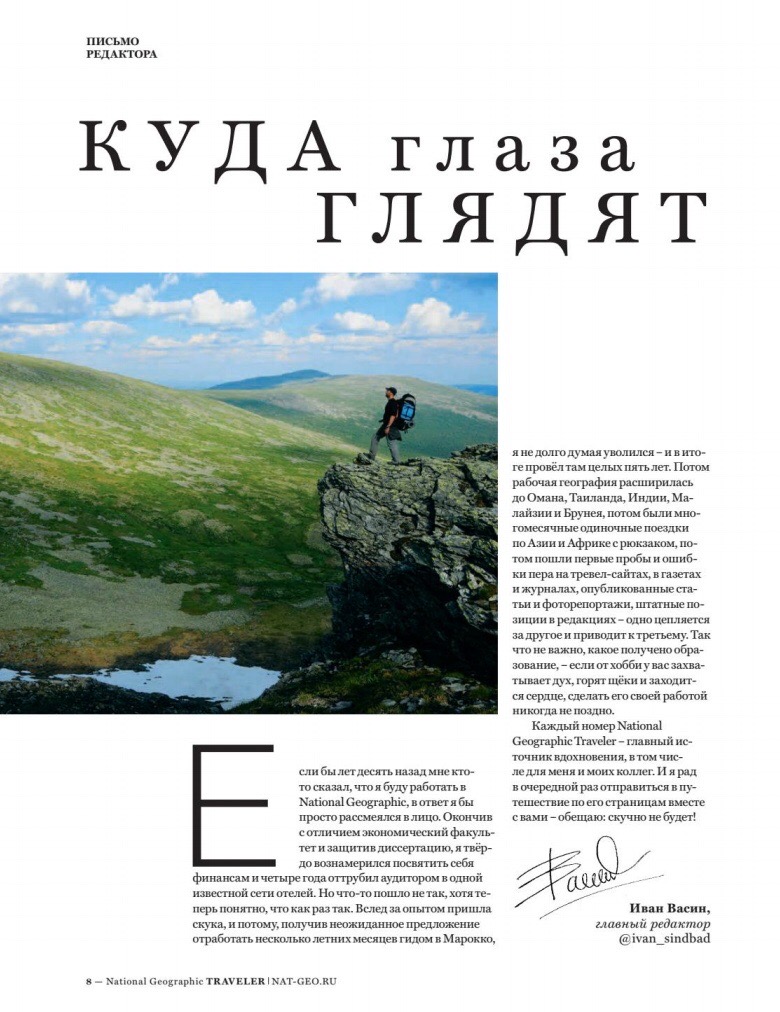 ПИСЬМО
РЕДАКТОРА
КУДА глаза
ГЛЯДЯТ
Если бы лет десять назад мне кто-
то сказал, что я буду работать в
National Geographic, в ответ я бы
просто рассмеялся в лицо. Окончив
с отличием экономический факуль-
тет и защитив диссертацию, я твёр-
до вознамерился посвятить себя
финансам и четыре года оттрубил аудитором в одной
известной сети отелей. Но что-то пошло не так, хотя те-
перь понятно, что как раз так. Вслед за опытом пришла
скука, и потому, получив неожиданное предложение
отработать несколько летних месяцев гидом в Марокко,
я не долго думая уволился – и в ито-
ге провёл там целых пять лет. Потом
рабочая география расширилась
до Омана, Таиланда, Индии, Ма-
лайзии и Брунея, потом были мно-
гомесячные одиночные поездки
по Азии и Африке с рюкзаком, по-
том пошли первые пробы и ошиб-
ки пера на тревел-сайтах, в газетах
и журналах, опубликованные ста-
тьи и фоторепортажи, штатные по-
зиции в редакциях – одно цепляется
за другое и приводит к третьему. Так
что не важно, какое получено обра-
зование, – если от хобби у вас захва-
тывает дух, горят щёки и заходит-
ся сердце, сделать его своей работой
никогда не поздно.
Каждый номер National
Geographic Traveler – главный ис-
точник вдохновения, в том чис-
ле для меня и моих коллег. И я рад
в очередной раз отправиться в пу-
тешествие по его страницам вместе
с вами – обещаю: скучно не будет!
Иван Васин,
главный редактор
@ivan_sindbad
8 — National Geographic TRAVELER | NAT-GEO.RU